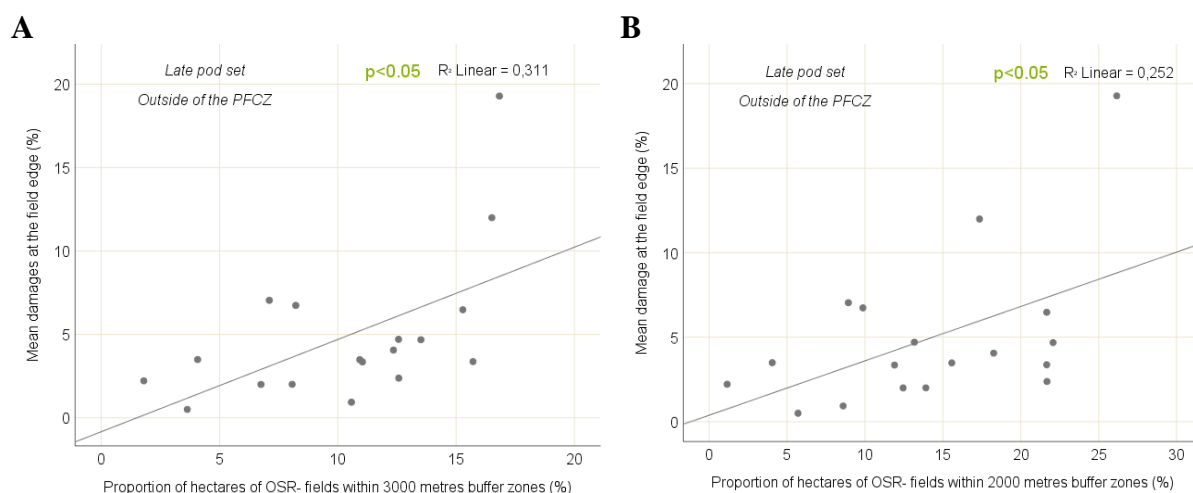 A
Late pod set p<0.05 R² Linear = 0,311
Outside of the PFCZ
Mean damages at the field edge (%)
20
15
10
5
0
0 5 10 15 20
Proportion of hectares of OSR- fields within 3000 metres buffer zones (%)
B
Late pod set p<0.05 R² Linear = 0,252
Outside of the PFCZ
Mean damage at the field edge (%)
20
15
10
5
0
0 5 10 15 20 25 30
Proportion of hectares of OSR- fields within 2000 metres buffer zones (%)